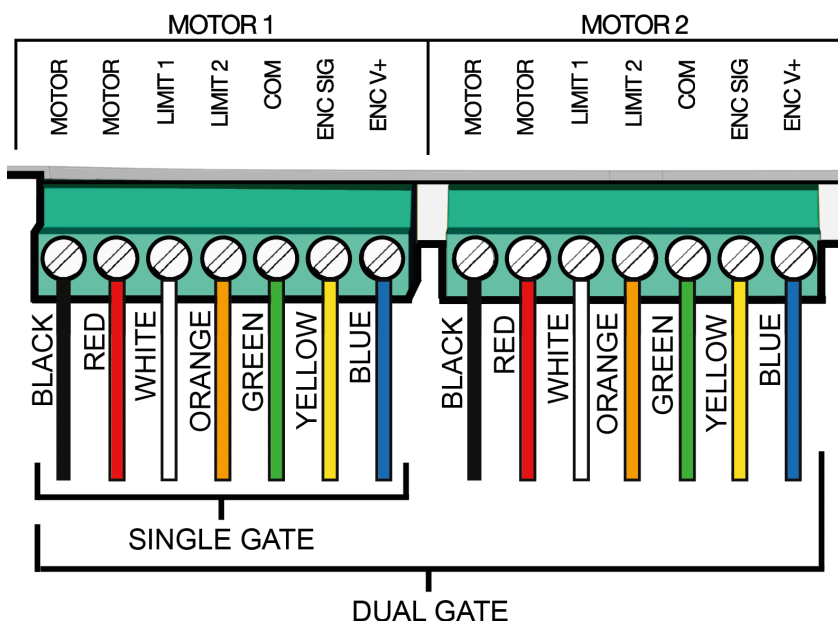 MOTOR 1 MOTOR 2
MOTOR MOTOR LIMIT 1 LIMIT 2 COM ENC SIG ENC V+ MOTOR MOTOR LIMIT 1 LIMIT 2 COM ENC SIG ENC V+
BLACK RED WHITE ORANGE GREEN YELLOW BLUE BLACK RED WHITE ORANGE GREEN YELLOW BLUE
SINGLE GATE
DUAL GATE